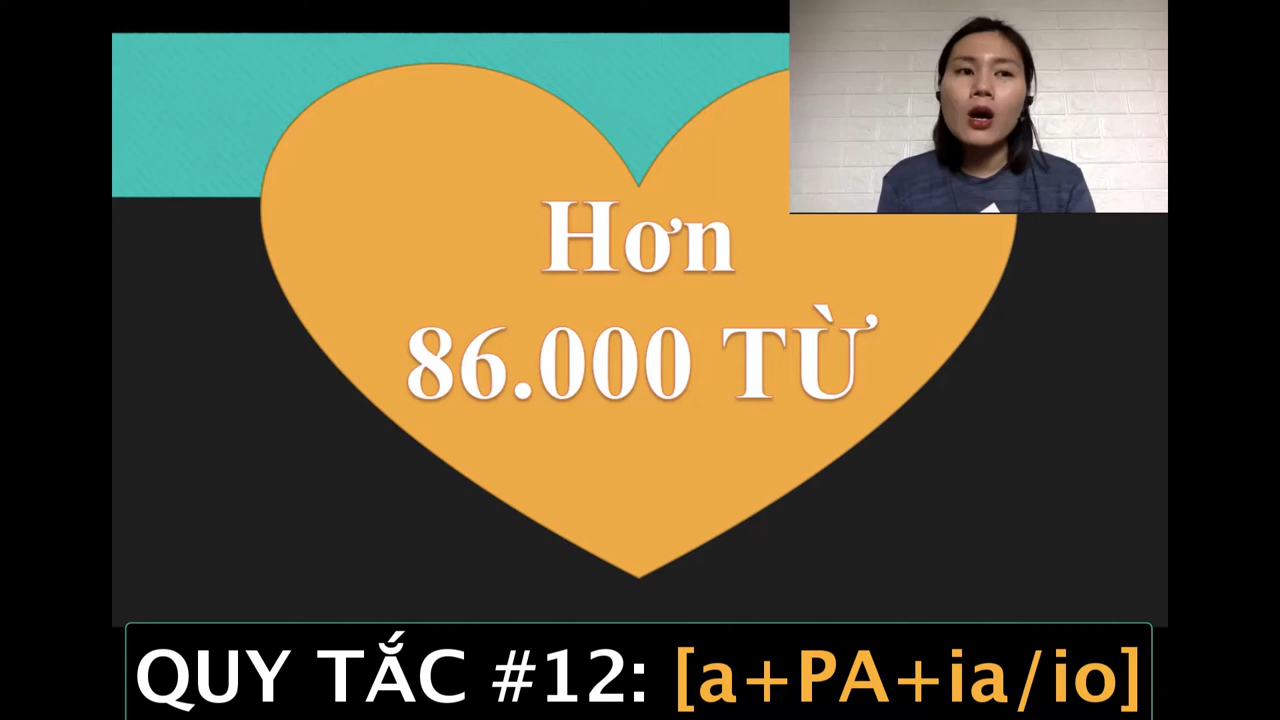 Hơn
86.000 TỪ
QUY TẮC #12: [a+PA+ia/io]